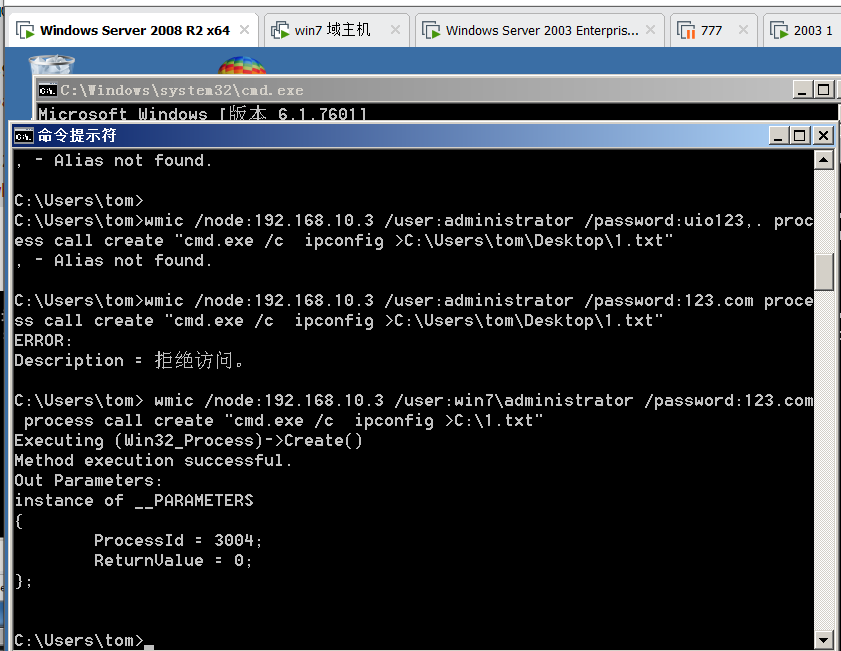 Windows Server 2008 R2 x64
win7 域主机
Windows Server 2003 Enterpris...
777
2003 1
C:\Windows\system32\cmd.exe
Microsoft Windows [版本 6.1.7601]
命令提示符
, - Alias not found.
C:\Users\tom>
C:\Users\tom>wmic /node:192.168.10.3 /user:administrator /password:uio123,. proc
ess call create "cmd.exe /c  ipconfig >C:\Users\tom\Desktop\1.txt"
, - Alias not found.
C:\Users\tom>wmic /node:192.168.10.3 /user:administrator /password:123.com proce
ss call create "cmd.exe /c  ipconfig >C:\Users\tom\Desktop\1.txt"
ERROR:
Description = 拒绝访问。
C:\Users\tom> wmic /node:192.168.10.3 /user:win7\administrator /password:123.com
 process call create "cmd.exe /c  ipconfig >C:\1.txt"
Executing (Win32_Process)->Create()
Method execution successful.
Out Parameters:
instance of __PARAMETERS
{
        ProcessId = 3004;
        ReturnValue = 0;
};
C:\Users\tom>